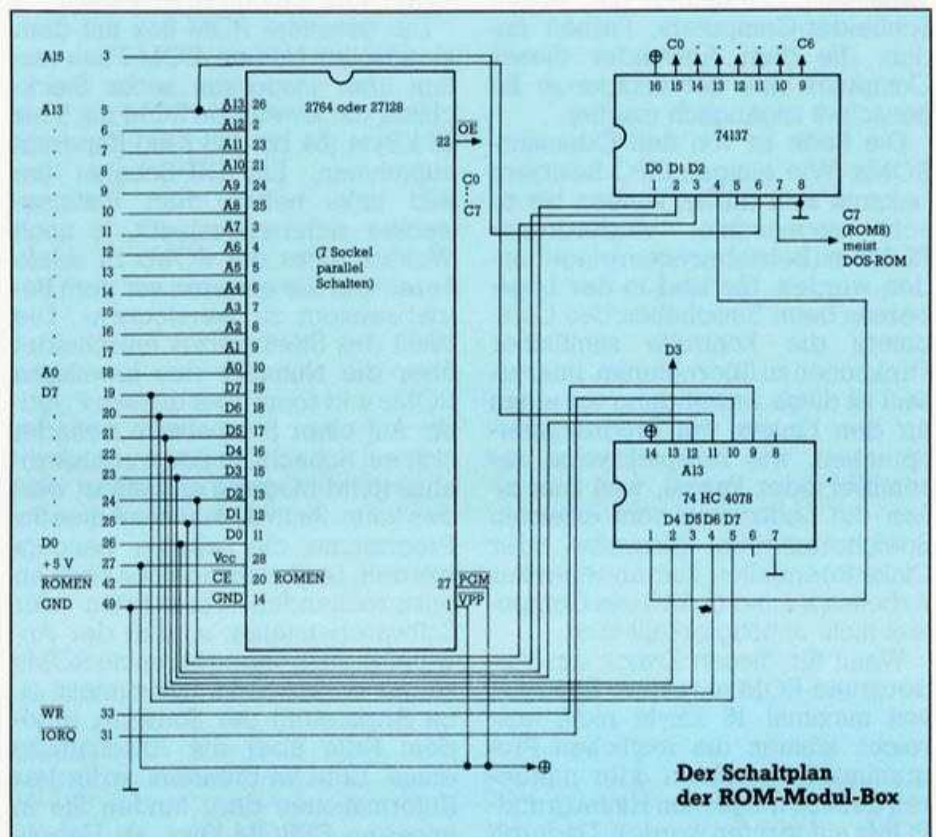 A15 3
A13 5
. 6
. 7
8
9
. 10
. 11
12
13
. 14
15
16
17
A0 18
D7 19
20
21
22
23
24
25
D0 26
+5 V 27
ROMEN 42
GND 49
WR 33
IORQ 31
2764 oder 27128
A13 26
A12 2
A11 23
A10 21
A9 24
A8 25
A7 3
A6 4
A5 5
A4 6
A3 7
A2 8
A1 9
A0 10
D7 19
D6 18
D5 17
D4 16
D3 15
D2 13
D1 12
D0 11
Vcc 28
CE 20 ROMEN
GND 14
(7 Sockel
parallel
Schalten)
22 OE
C0
C7
27 PGM
1 VPP
C0 C6
16 15 14 13 12 11 10 9
74137
D0 D1 D2
1 2 3 4 5 6 7 8
C7
(ROM8)
meist
DOS-ROM
D3
14 13 12 11 10 9 8
A13
74 HC 4078
D4 D5 D6 D7
1 2 3 4 5 6 7
Der Schaltplan
der ROM-Modul-Box